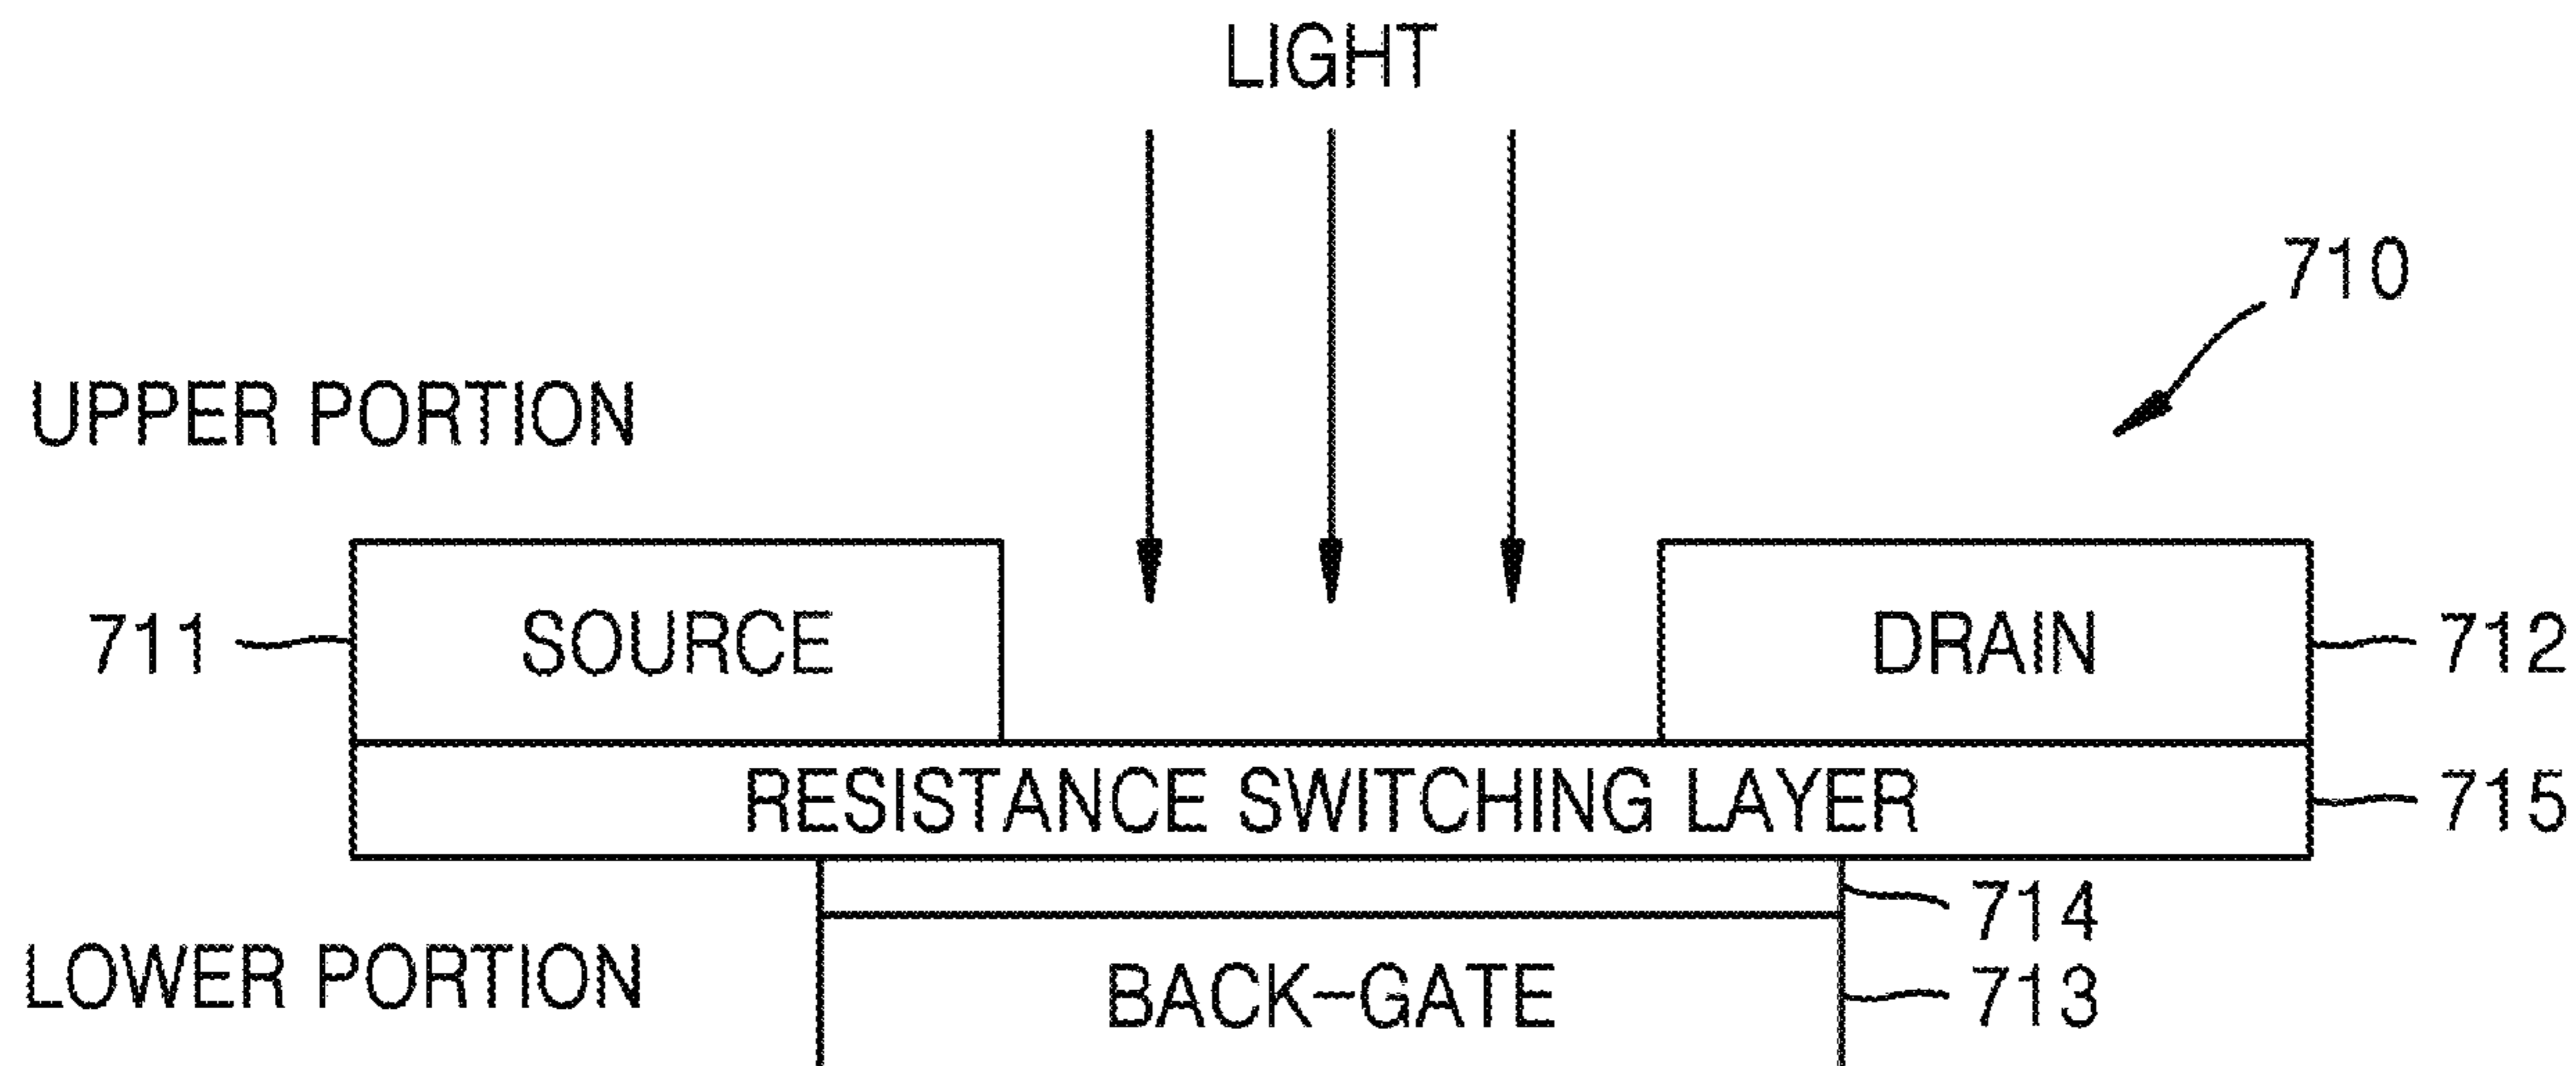 LIGHT
710
UPPER PORTION
711
SOURCE
DRAIN
712
RESISTANCE SWITCHING LAYER
715
714
LOWER PORTION
BACK-GATE
713